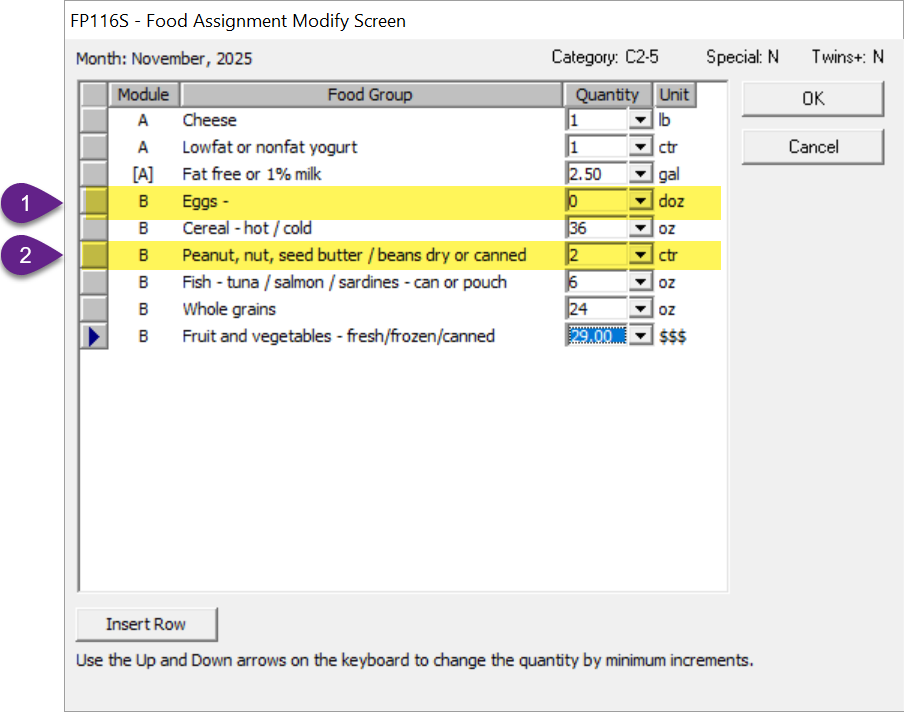 FP116S - Food Assignment Modify Screen
Month: November, 2025 Category: C2-5 Special: N Twins+: N
Module Food Group Quantity Unit
A Cheese 1 lb
A Lowfat or nonfat yogurt 1 ctr
[A] Fat free or 1% milk 2.50 gal
1 B Eggs - 0 doz
B Cereal - hot / cold 36 oz
2 B Peanut, nut, seed butter / beans dry or canned 2 ctr
B Fish - tuna / salmon / sardines - can or pouch 6 oz
B Whole grains 24 oz
B Fruit and vegetables - fresh/frozen/canned 29.00 $$$
OK
Cancel
Insert Row
Use the Up and Down arrows on the keyboard to change the quantity by minimum increments.